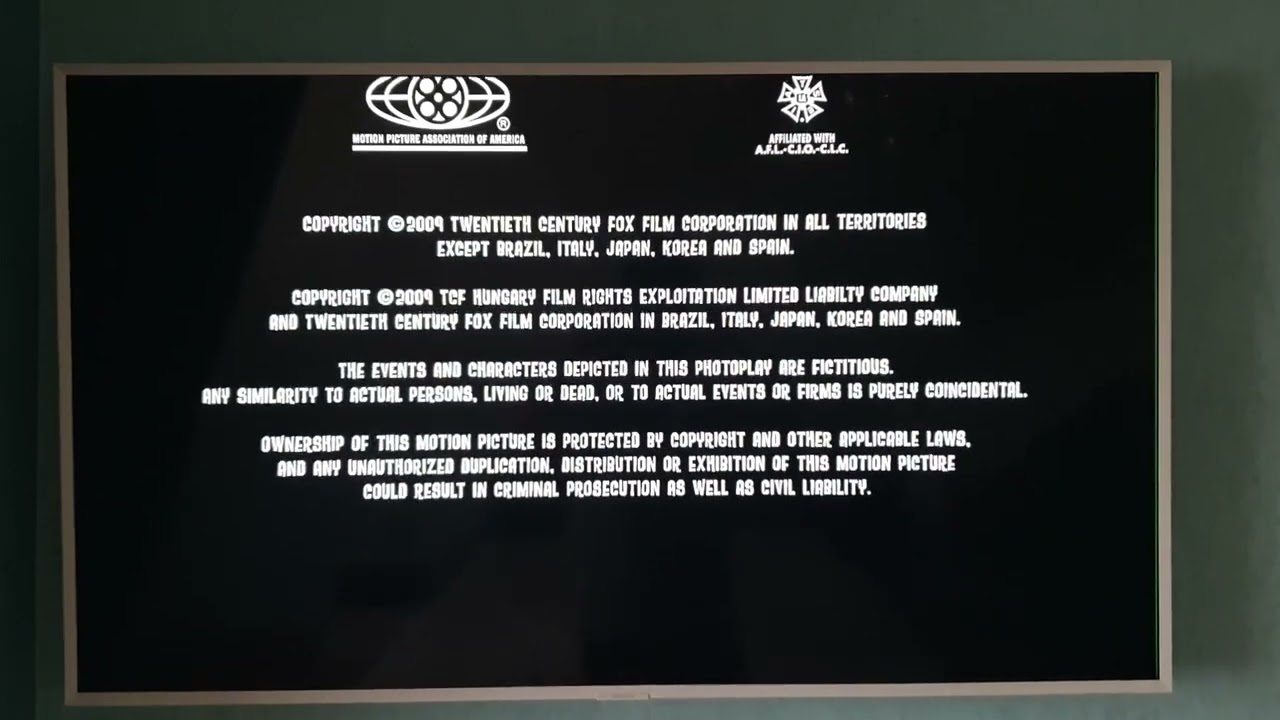 ®
MOTION PICTURE ASSOCIATION OF AMERICA
AFFILIATED WITH
A.F.L.-C.I.O.-C.L.C.
COPYRIGHT ©2009 TWENTIETH CENTURY FOX FILM CORPORATION IN ALL TERRITORIES
EXCEPT BRAZIL, ITALY, JAPAN, KOREA AND SPAIN.
COPYRIGHT ©2009 TCF HUNGARY FILM RIGHTS EXPLOITATION LIMITED LIABILTY COMPANY
AND TWENTIETH CENTURY FOX FILM CORPORATION IN BRAZIL, ITALY, JAPAN, KOREA AND SPAIN.
THE EVENTS AND CHARACTERS DEPICTED IN THIS PHOTOPLAY ARE FICTITIOUS.
ANY SIMILARITY TO ACTUAL PERSONS, LIVING OR DEAD, OR TO ACTUAL EVENTS OR FIRMS IS PURELY COINCIDENTAL.
OWNERSHIP OF THIS MOTION PICTURE IS PROTECTED BY COPYRIGHT AND OTHER APPLICABLE LAWS,
AND ANY UNAUTHORIZED DUPLICATION, DISTRIBUTION OR EXHIBITION OF THIS MOTION PICTURE
COULD RESULT IN CRIMINAL PROSECUTION AS WELL AS CIVIL LIABILITY.